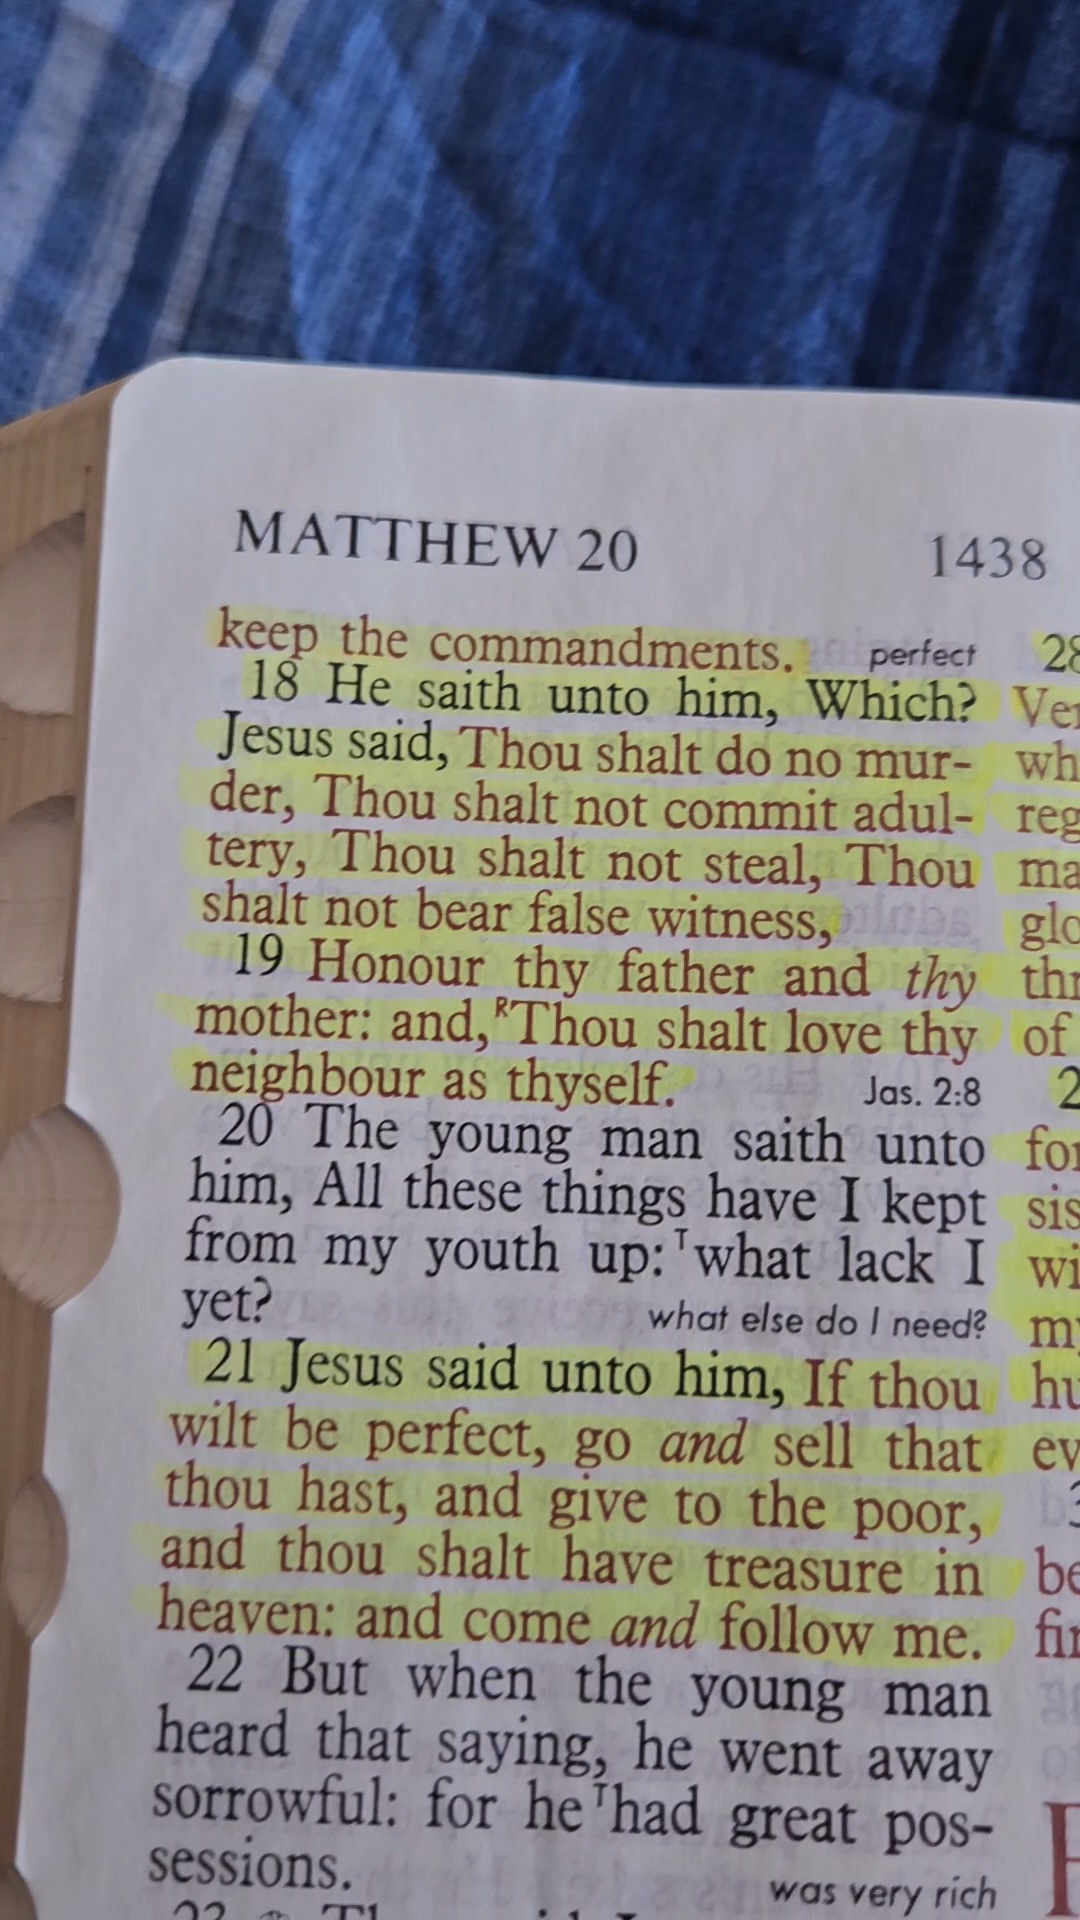 MATTHEW 20 1438
keep the commandments. perfect
18 He saith unto him, Which?
Jesus said, Thou shalt do no mur-
der, Thou shalt not commit adul-
tery, Thou shalt not steal, Thou
shalt not bear false witness,
19 Honour thy father and thy
mother: and, ᴿThou shalt love thy
neighbour as thyself. Jas. 2:8
20 The young man saith unto
him, All these things have I kept
from my youth up: ᵀwhat lack I
yet? what else do I need?
21 Jesus said unto him, If thou
wilt be perfect, go and sell that
thou hast, and give to the poor,
and thou shalt have treasure in
heaven: and come and follow me.
22 But when the young man
heard that saying, he went away
sorrowful: for he ᵀhad great pos-
sessions. was very rich
28
of